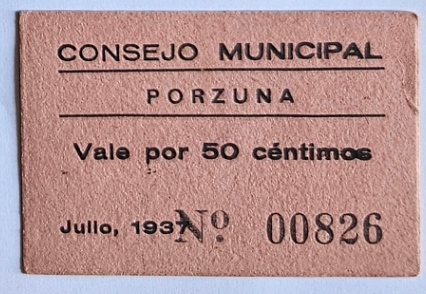 CONSEJO MUNICIPAL
PORZUNA
Vale por 50 céntimos
Julio, 1937 Nº 00826